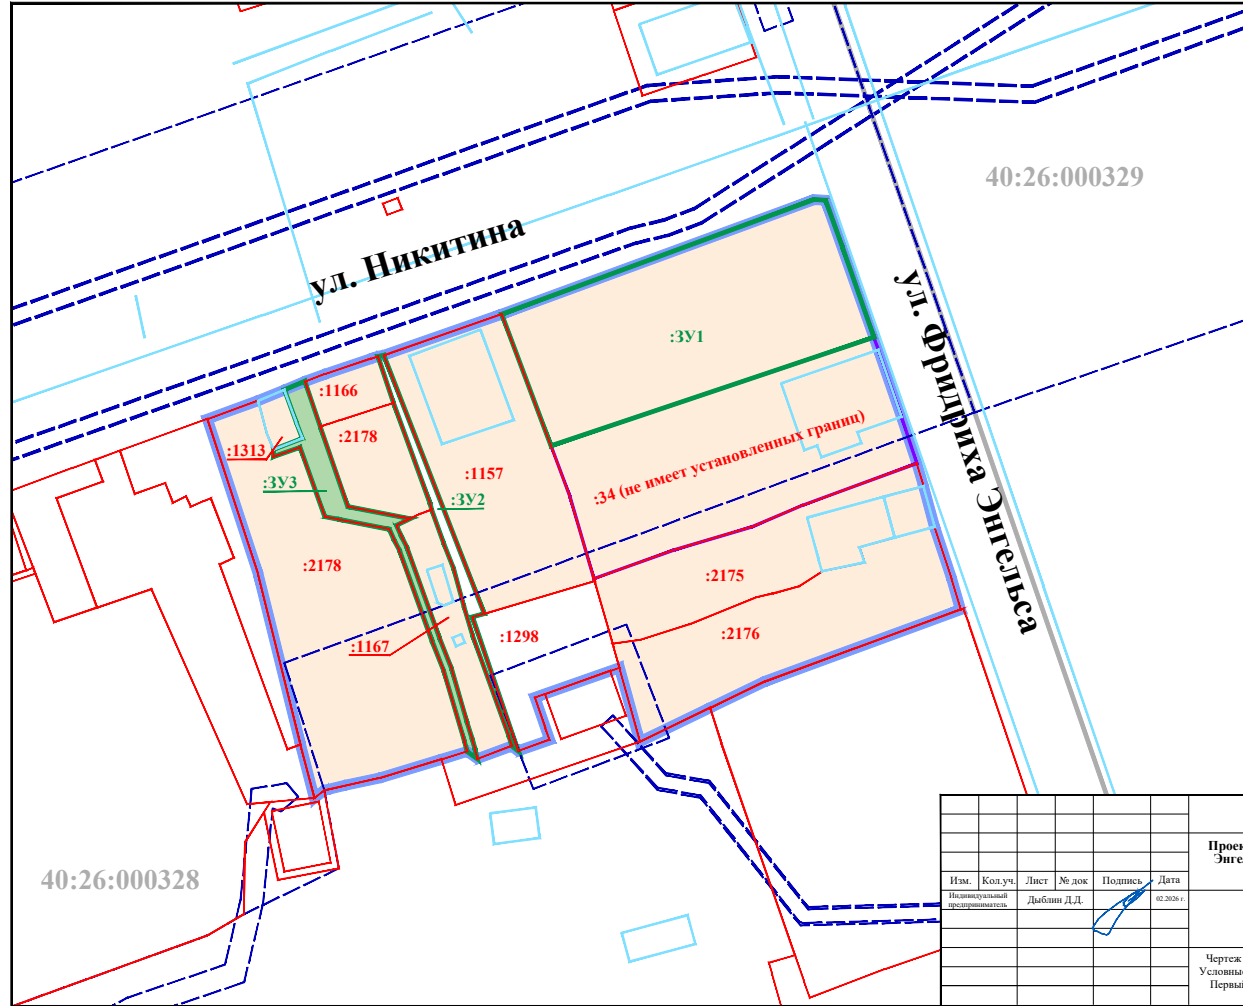 40:26:000329
ул. Никитина
ул. Фридриха Энгельса
:ЗУ1
:1166
:2178
:1313
:1157
:34 (не имеет установленных границ)
:ЗУ3
:ЗУ2
:2178
:2175
:1298
:2176
:1167
40:26:000328
Изм. Кол.уч. Лист № док Подпись Дата
Индивидуальный предприниматель
Дыблин Д.Д.
02.2026 г.
Чертеж